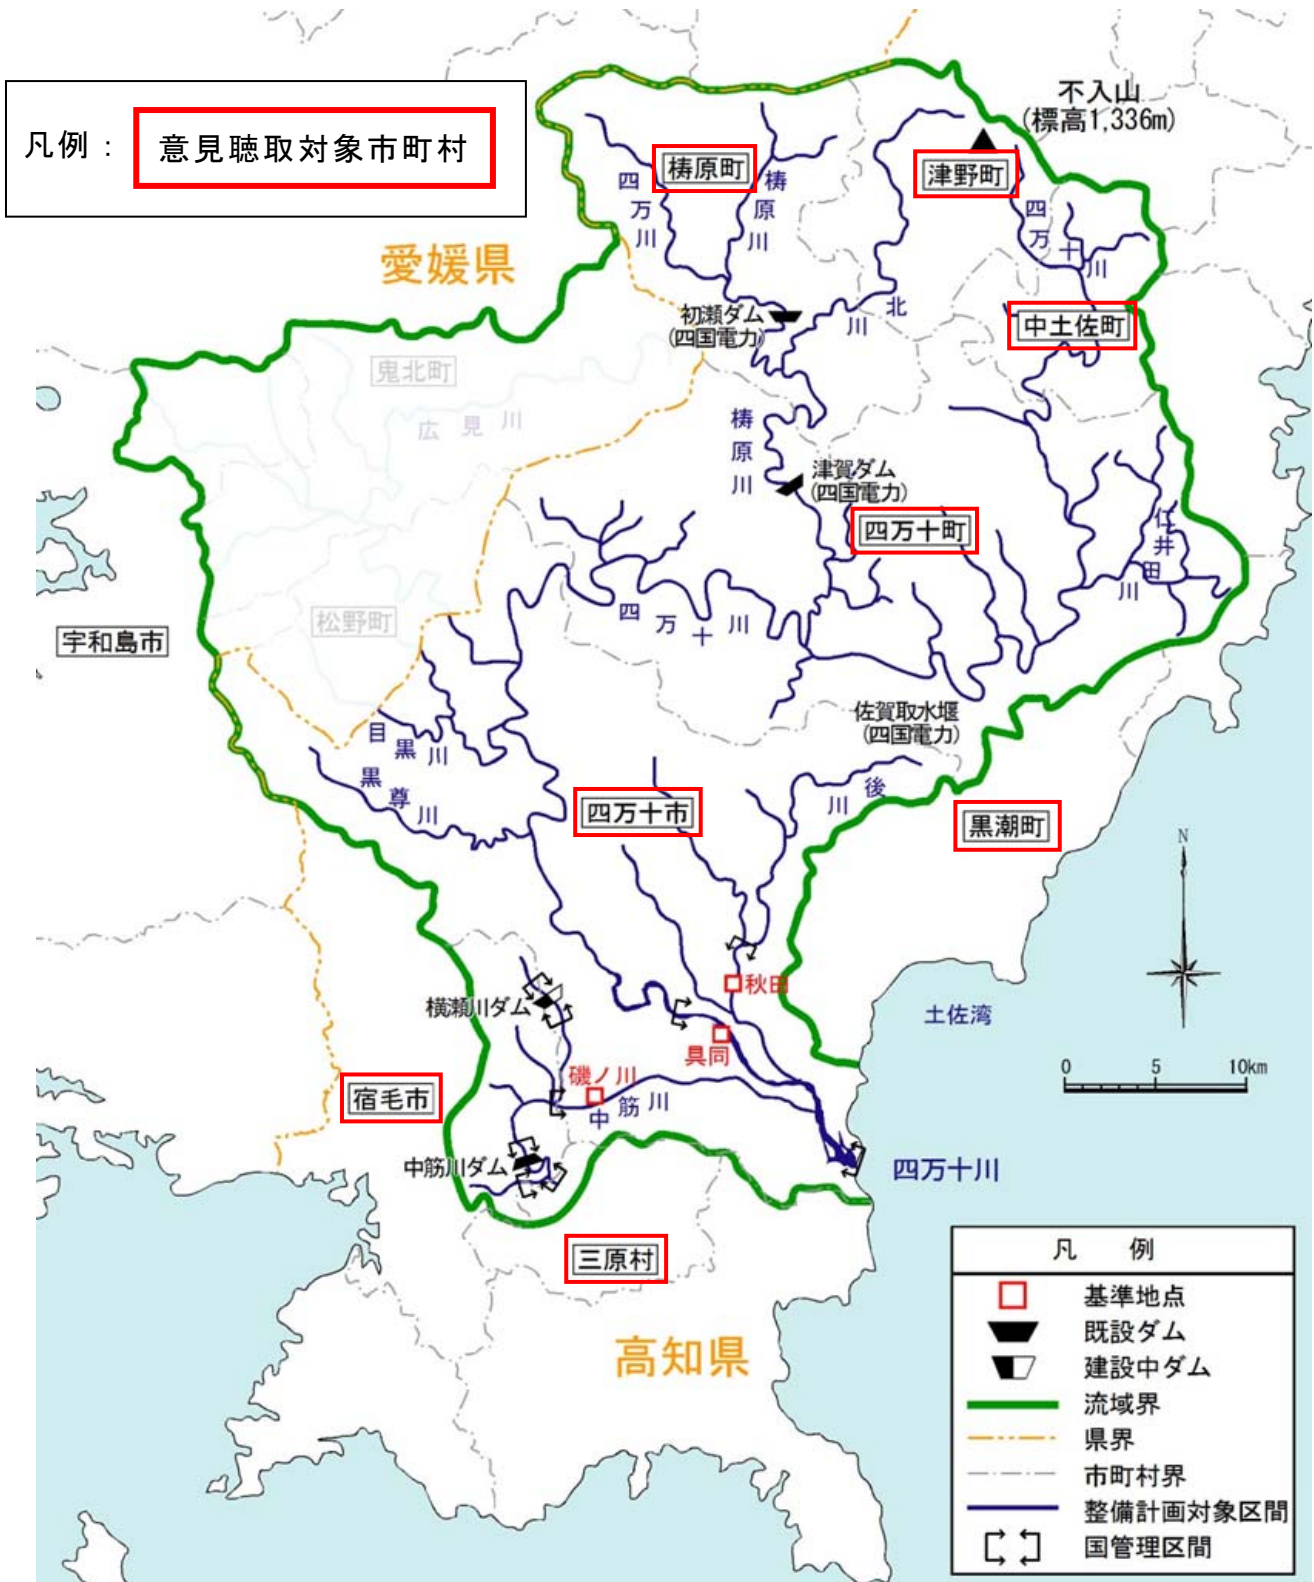 凡例：
意見聴取対象市町村
不入山
(標高1,336m)
梼原町
津野町
四万川
梼原川
四万十川
愛媛県
初瀬ダム
(四国電力)
北川
中土佐町
鬼北町
広見川
梼原川
津賀ダム
(四国電力)
四万十町
仁井田川
松野町
四万十川
宇和島市
佐賀取水堰
(四国電力)
目黒川
黒尊川
四万十市
後川
黒潮町
N
秋田
横瀬川ダム
土佐湾
具同
0 5 10km
磯ノ川
宿毛市
中筋川
中筋川ダム
四万十川
三原村
高知県
凡 例
基準地点
既設ダム
建設中ダム
流域界
県界
市町村界
整備計画対象区間
国管理区間